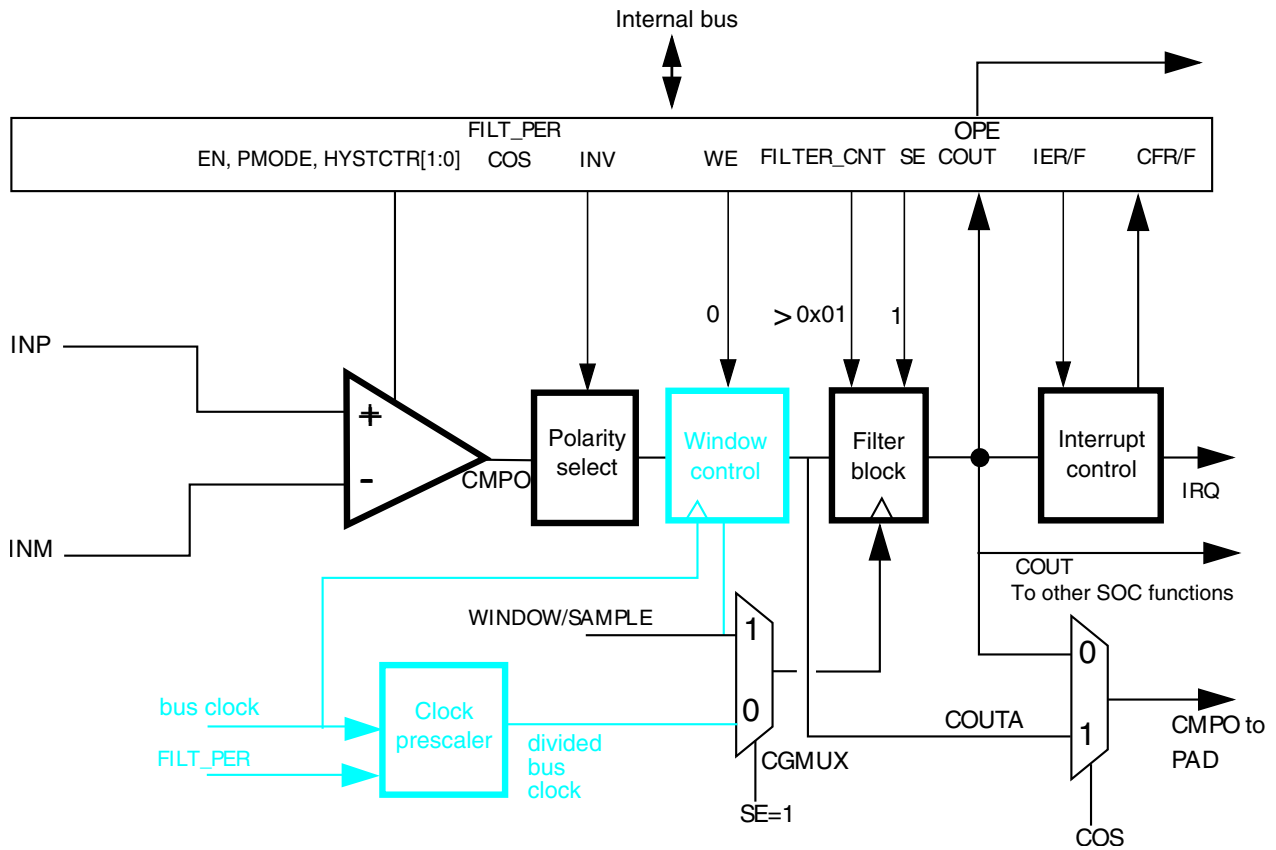 Internal bus
FILT_PER
OPE
EN, PMODE, HYSTCTR[1:0]
COS
INV
WE
FILTER_CNT
SE
COUT
IER/F
CFR/F
0
> 0x01
1
INP
INM
+
-
CMPO
Polarity
select
Window
control
Filter
block
Interrupt
control
IRQ
COUT
To other SOC functions
WINDOW/SAMPLE
1
0
CGMUX
SE=1
bus clock
FILT_PER
Clock
prescaler
divided
bus
clock
COUTA
0
1
COS
CMPO to
PAD